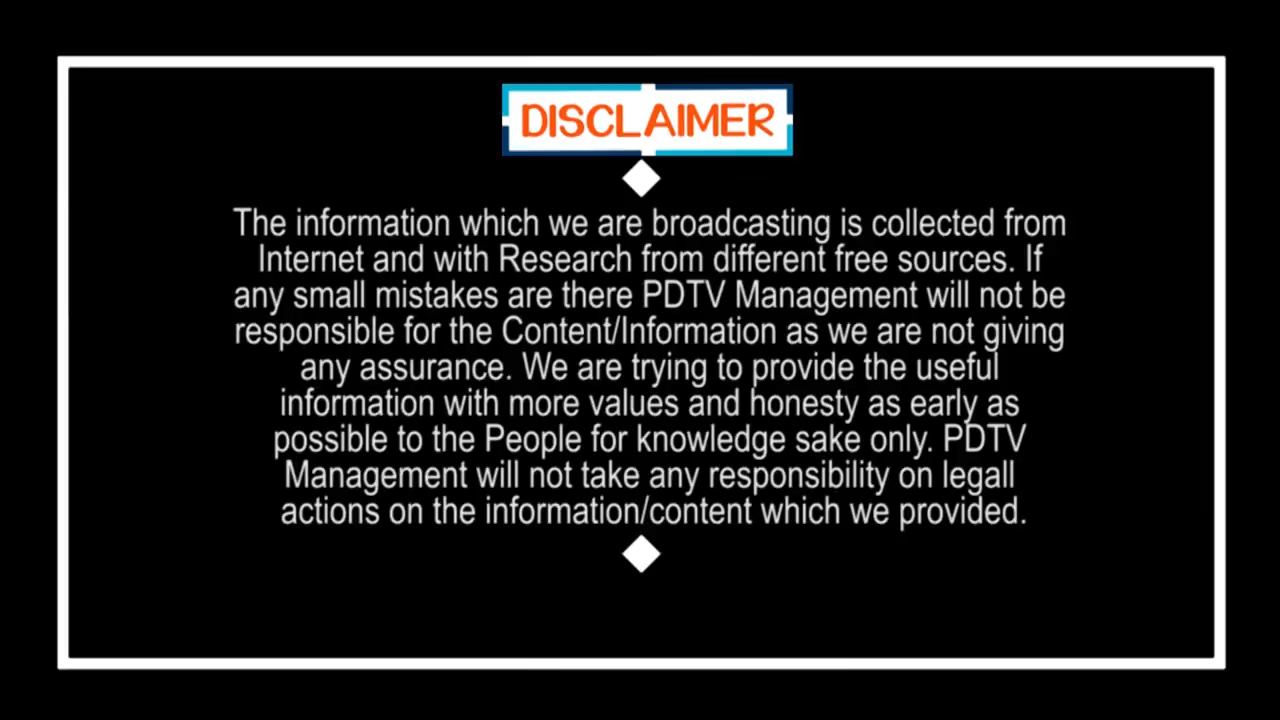 DISCLAIMER
The information which we are broadcasting is collected from
Internet and with Research from different free sources. If
any small mistakes are there PDTV Management will not be
responsible for the Content/Information as we are not giving
any assurance. We are trying to provide the useful
information with more values and honesty as early as
possible to the People for knowledge sake only. PDTV
Management will not take any responsibility on legall
actions on the information/content which we provided.